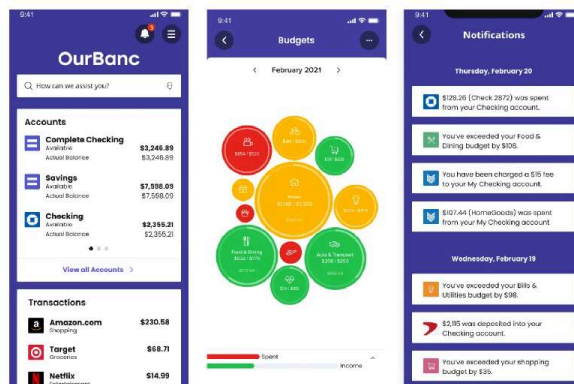 9:41
OurBanc
How can we assist you?
Accounts
Complete Checking
Available $3,246.89
Actual Balance $3,246.89
Savings
Available $7,598.09
Actual Balance $7,598.09
Checking
Available $2,355.21
Actual Balance $2,355.21
View all Accounts >
Transactions
Amazon.com $230.58
Shopping
Target $68.71
Groceries
Netflix $14.99
Entertainment
9:41
Budgets
< February 2021 >
Home
Food & Dining
Auto & Transport
Spent
Income
9:41
Notifications
Thursday, February 20
$128.26 (Check 2872) was spent
from your Checking account.
You've exceeded your Food &
Dining budget by $108.
You have been charged a $15 fee
to your My Checking account.
$107.44 (HomeGoods) was spent
from your My Checking account
Wednesday, February 19
You've exceeded your Bills &
Utilities budget by $98.
$2,115 was deposited into your
Checking account.
You've exceeded your shopping
budget by $35.